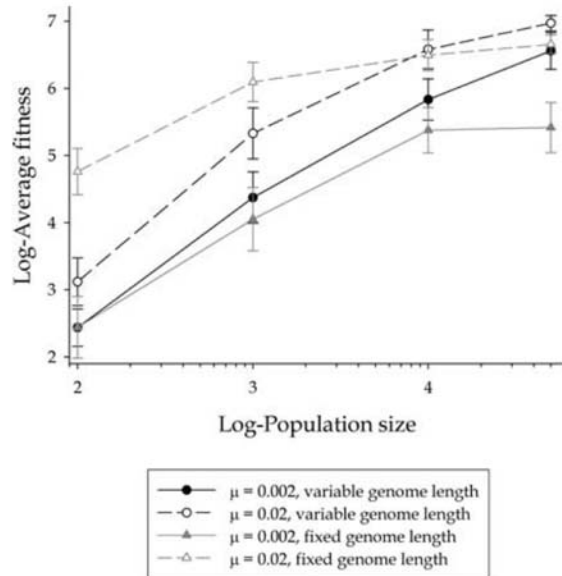 7
6
5
4
3
2
Log-Average fitness
2 3 4
Log-Population size
μ = 0.002, variable genome length
μ = 0.02, variable genome length
μ = 0.002, fixed genome length
μ = 0.02, fixed genome length